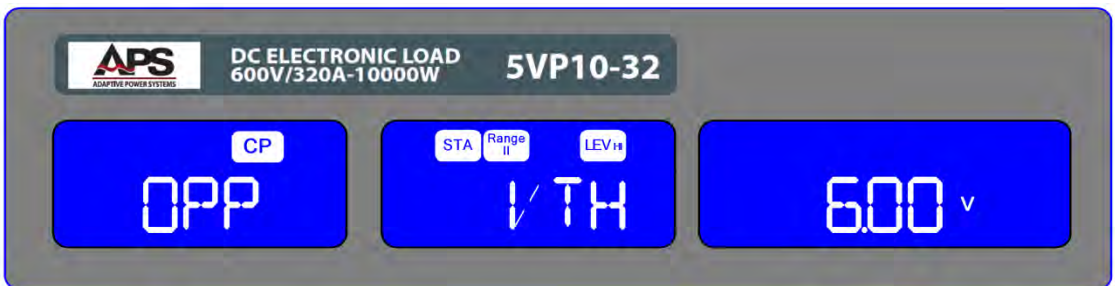 APS
ADAPTIVE POWER SYSTEMS
DC ELECTRONIC LOAD
600V/320A-10000W
5VP10-32
CP
OPP
STA
Range
II
LEV HI
VTH
6.00 V